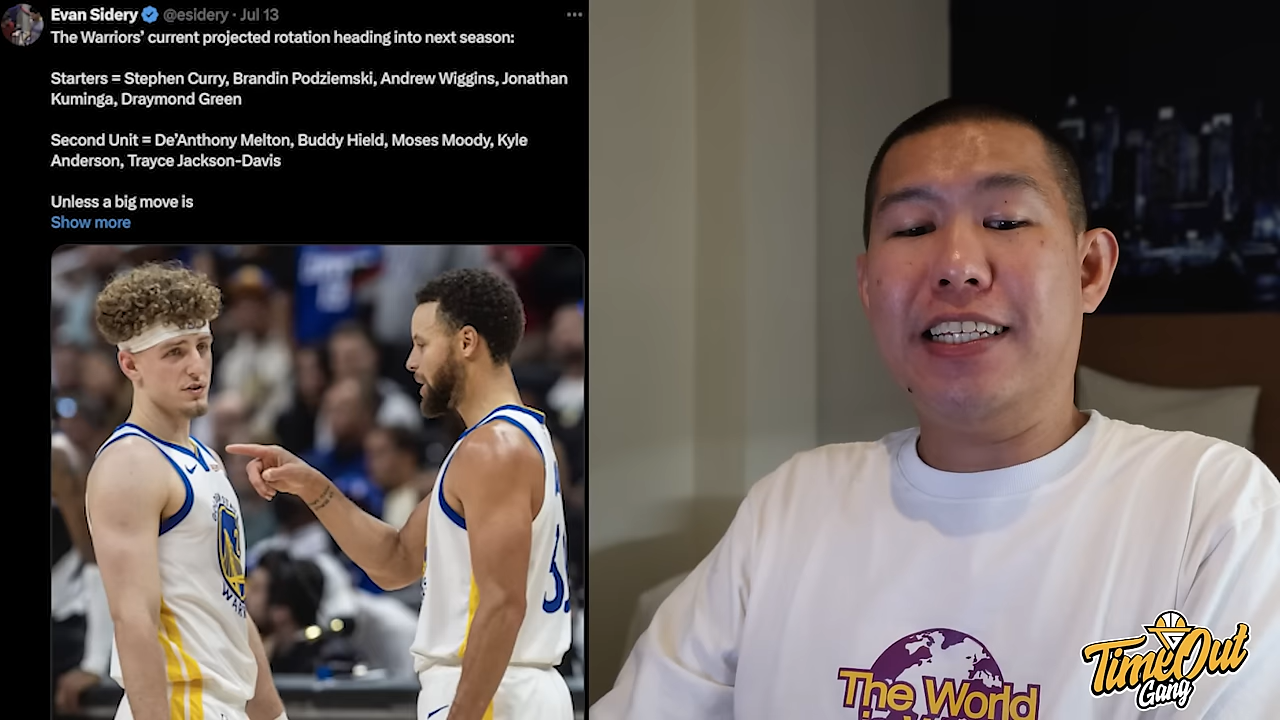 Evan Sidery @esidery · Jul 13
The Warriors' current projected rotation heading into next season:
Starters = Stephen Curry, Brandin Podziemski, Andrew Wiggins, Jonathan
Kuminga, Draymond Green
Second Unit = De'Anthony Melton, Buddy Hield, Moses Moody, Kyle
Anderson, Trayce Jackson-Davis
Unless a big move is
Show more
The World
TimeOut
Gang